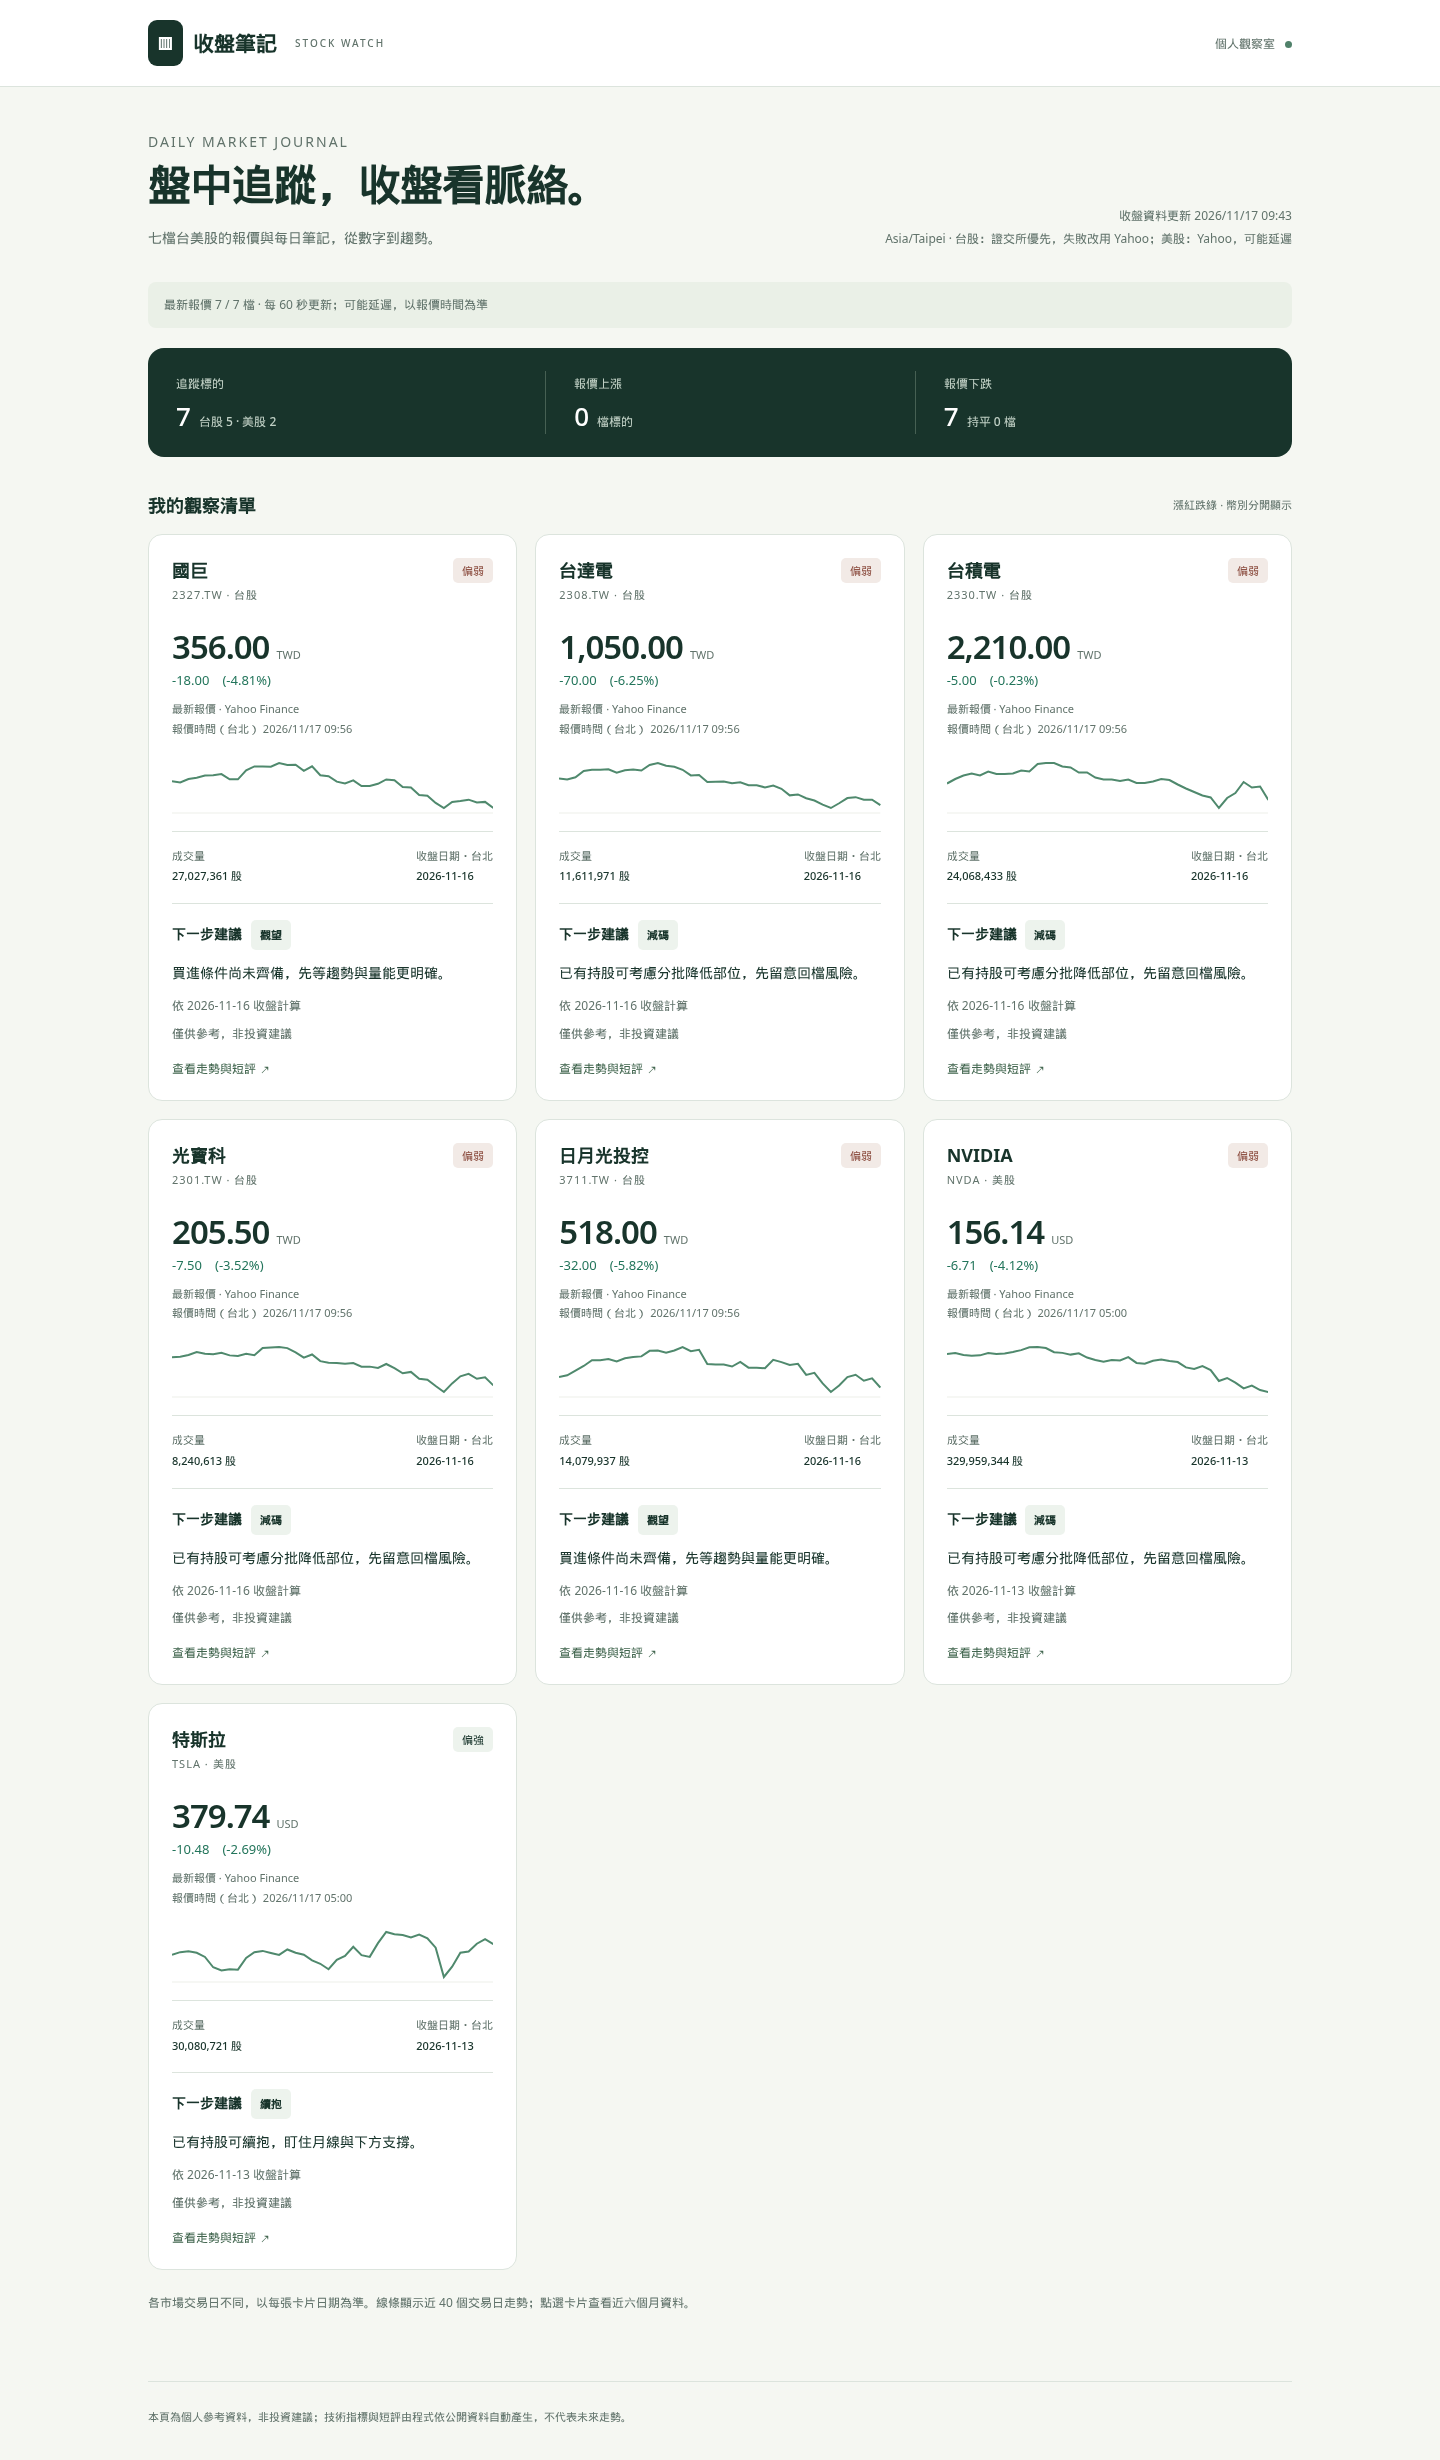 收盤筆記 STOCK WATCH
個人觀察室
DAILY MARKET JOURNAL
盤中追蹤，收盤看脈絡。
七檔台美股的報價與每日筆記，從數字到趨勢。
收盤資料更新 2026/11/17 09:43
Asia/Taipei · 台股：證交所優先，失敗改用 Yahoo；美股：Yahoo，可能延遲
最新報價 7 / 7 檔 · 每 60 秒更新；可能延遲，以報價時間為準
追蹤標的
7 台股 5 · 美股 2
報價上漲
0 檔標的
報價下跌
7 持平 0 檔
我的觀察清單
漲紅跌綠 · 幣別分開顯示
國巨 偏弱
2327.TW · 台股
356.00 TWD
-18.00 (-4.81%)
最新報價 · Yahoo Finance
報價時間（台北）2026/11/17 09:56
成交量 收盤日期・台北
27,027,361 股 2026-11-16
下一步建議 觀望
買進條件尚未齊備，先等趨勢與量能更明確。
依 2026-11-16 收盤計算
僅供參考，非投資建議
查看走勢與短評 ↗
台達電 偏弱
2308.TW · 台股
1,050.00 TWD
-70.00 (-6.25%)
最新報價 · Yahoo Finance
報價時間（台北）2026/11/17 09:56
成交量 收盤日期・台北
11,611,971 股 2026-11-16
下一步建議 減碼
已有持股可考慮分批降低部位，先留意回檔風險。
依 2026-11-16 收盤計算
僅供參考，非投資建議
查看走勢與短評 ↗
台積電 偏弱
2330.TW · 台股
2,210.00 TWD
-5.00 (-0.23%)
最新報價 · Yahoo Finance
報價時間（台北）2026/11/17 09:56
成交量 收盤日期・台北
24,068,433 股 2026-11-16
下一步建議 減碼
已有持股可考慮分批降低部位，先留意回檔風險。
依 2026-11-16 收盤計算
僅供參考，非投資建議
查看走勢與短評 ↗
光寶科 偏弱
2301.TW · 台股
205.50 TWD
-7.50 (-3.52%)
最新報價 · Yahoo Finance
報價時間（台北）2026/11/17 09:56
成交量 收盤日期・台北
8,240,613 股 2026-11-16
下一步建議 減碼
已有持股可考慮分批降低部位，先留意回檔風險。
依 2026-11-16 收盤計算
僅供參考，非投資建議
查看走勢與短評 ↗
日月光投控 偏弱
3711.TW · 台股
518.00 TWD
-32.00 (-5.82%)
最新報價 · Yahoo Finance
報價時間（台北）2026/11/17 09:56
成交量 收盤日期・台北
14,079,937 股 2026-11-16
下一步建議 觀望
買進條件尚未齊備，先等趨勢與量能更明確。
依 2026-11-16 收盤計算
僅供參考，非投資建議
查看走勢與短評 ↗
NVIDIA 偏弱
NVDA · 美股
156.14 USD
-6.71 (-4.12%)
最新報價 · Yahoo Finance
報價時間（台北）2026/11/17 05:00
成交量 收盤日期・台北
329,959,344 股 2026-11-13
下一步建議 減碼
已有持股可考慮分批降低部位，先留意回檔風險。
依 2026-11-13 收盤計算
僅供參考，非投資建議
查看走勢與短評 ↗
特斯拉 偏強
TSLA · 美股
379.74 USD
-10.48 (-2.69%)
最新報價 · Yahoo Finance
報價時間（台北）2026/11/17 05:00
成交量 收盤日期・台北
30,080,721 股 2026-11-13
下一步建議 續抱
已有持股可續抱，盯住月線與下方支撐。
依 2026-11-13 收盤計算
僅供參考，非投資建議
查看走勢與短評 ↗
各市場交易日不同，以每張卡片日期為準。線條顯示近 40 個交易日走勢；點選卡片查看近六個月資料。
本頁為個人參考資料，非投資建議；技術指標與短評由程式依公開資料自動產生，不代表未來走勢。